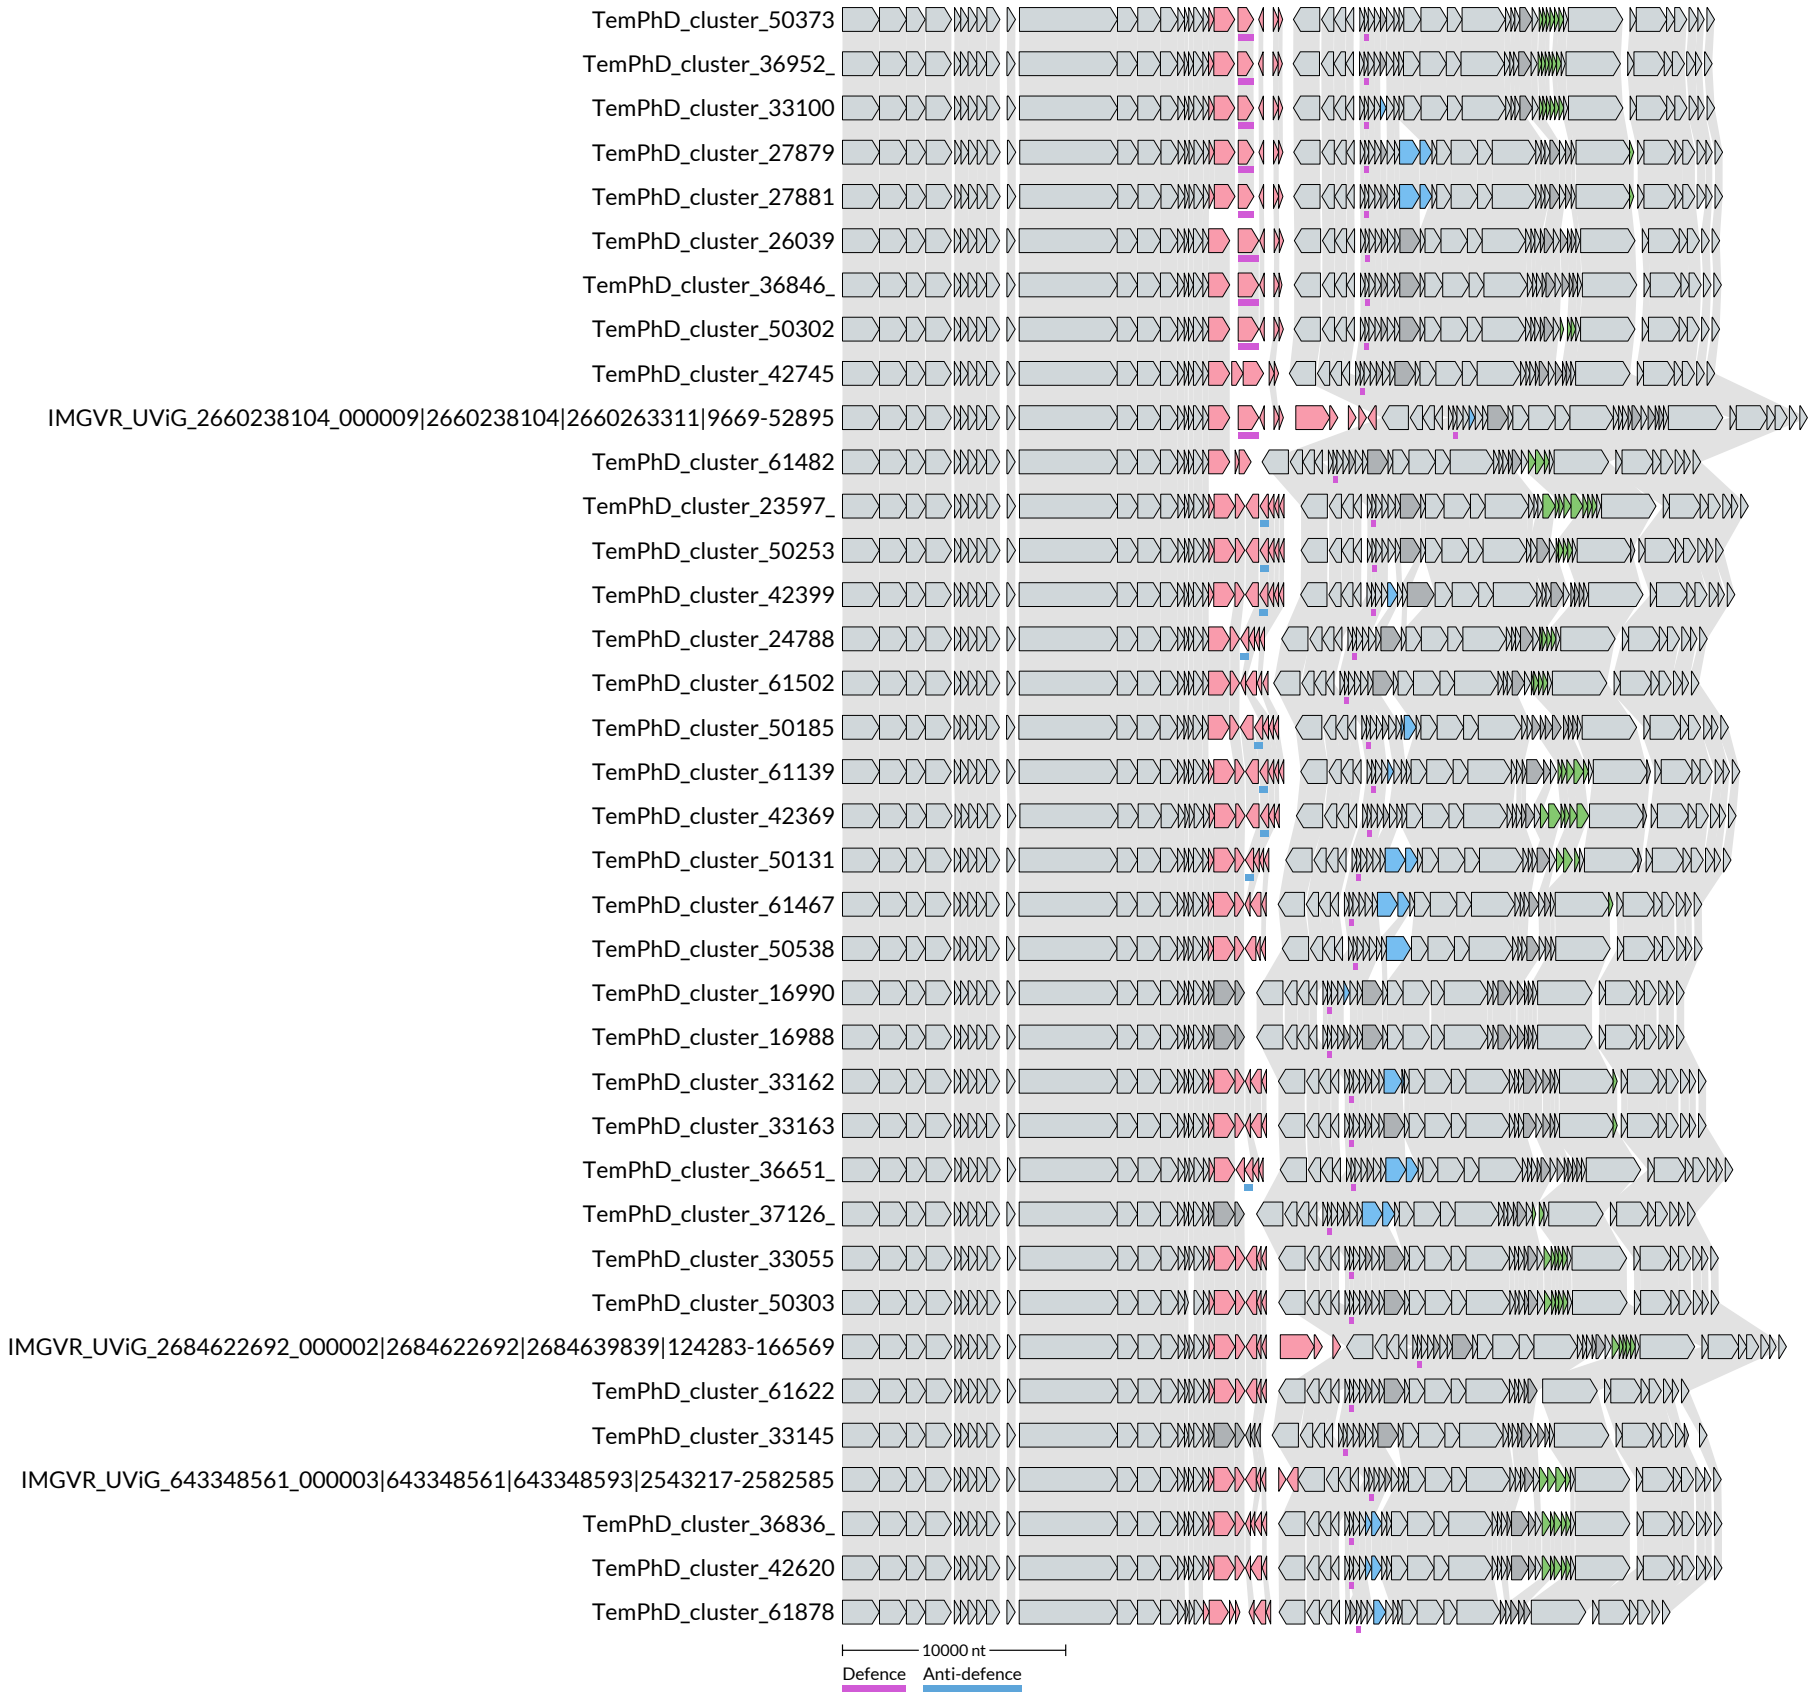 TemPhD_cluster_50373
TemPhD_cluster_36952_
TemPhD_cluster_33100
TemPhD_cluster_27879
TemPhD_cluster_27881
TemPhD_cluster_26039
TemPhD_cluster_36846_
TemPhD_cluster_50302
TemPhD_cluster_42745
IMGVR_UViG_2660238104_000009|2660238104|2660263311|9669-52895
TemPhD_cluster_61482
TemPhD_cluster_23597_
TemPhD_cluster_50253
TemPhD_cluster_42399
TemPhD_cluster_24788
TemPhD_cluster_61502
TemPhD_cluster_50185
TemPhD_cluster_61139
TemPhD_cluster_42369
TemPhD_cluster_50131
TemPhD_cluster_61467
TemPhD_cluster_50538
TemPhD_cluster_16990
TemPhD_cluster_16988
TemPhD_cluster_33162
TemPhD_cluster_33163
TemPhD_cluster_36651_
TemPhD_cluster_37126_
TemPhD_cluster_33055
TemPhD_cluster_50303
IMGVR_UViG_2684622692_000002|2684622692|2684639839|124283-166569
TemPhD_cluster_61622
TemPhD_cluster_33145
IMGVR_UViG_643348561_000003|643348561|643348593|2543217-2582585
TemPhD_cluster_36836_
TemPhD_cluster_42620
TemPhD_cluster_61878
10000 nt
Defence Anti-defence